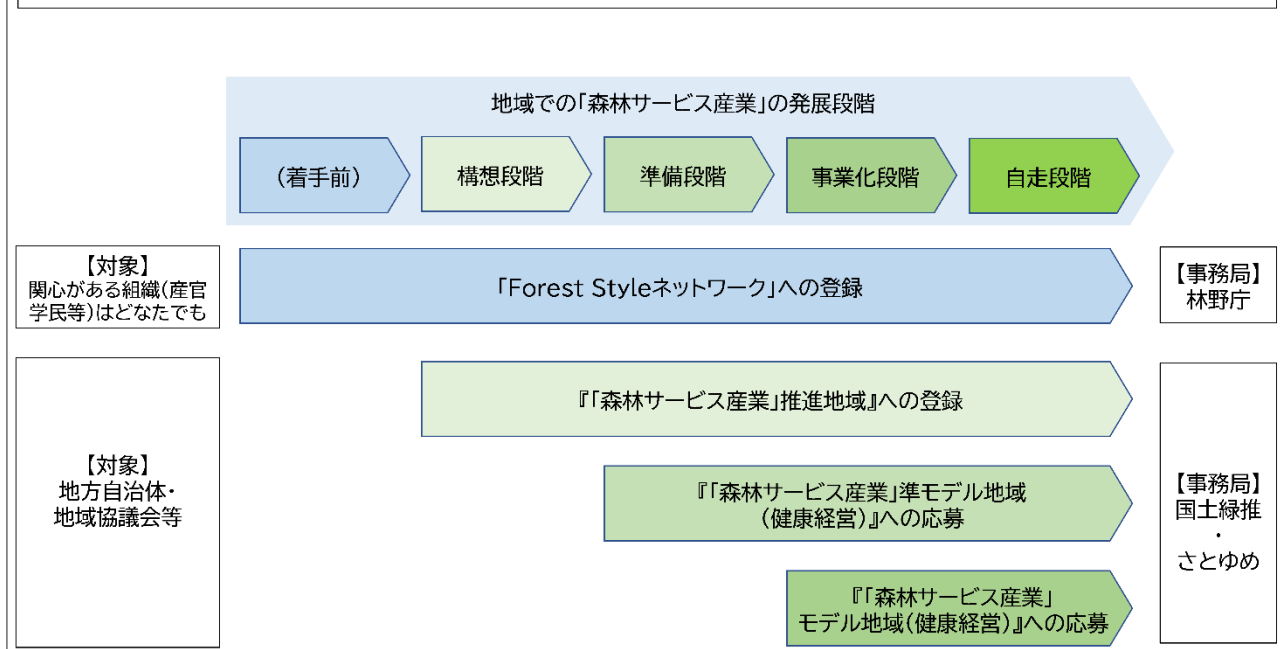 地域での「森林サービス産業」の発展段階
(着手前)
構想段階
準備段階
事業化段階
自走段階
【対象】
関心がある組織(産官
学民等)はどなたでも
「Forest Styleネットワーク」への登録
【事務局】
林野庁
【対象】
地方自治体・
地域協議会等
『「森林サービス産業」推進地域』への登録
『「森林サービス産業」準モデル地域
(健康経営)』への応募
『「森林サービス産業」
モデル地域(健康経営)』への応募
【事務局】
国土緑推
・
さとゆめ